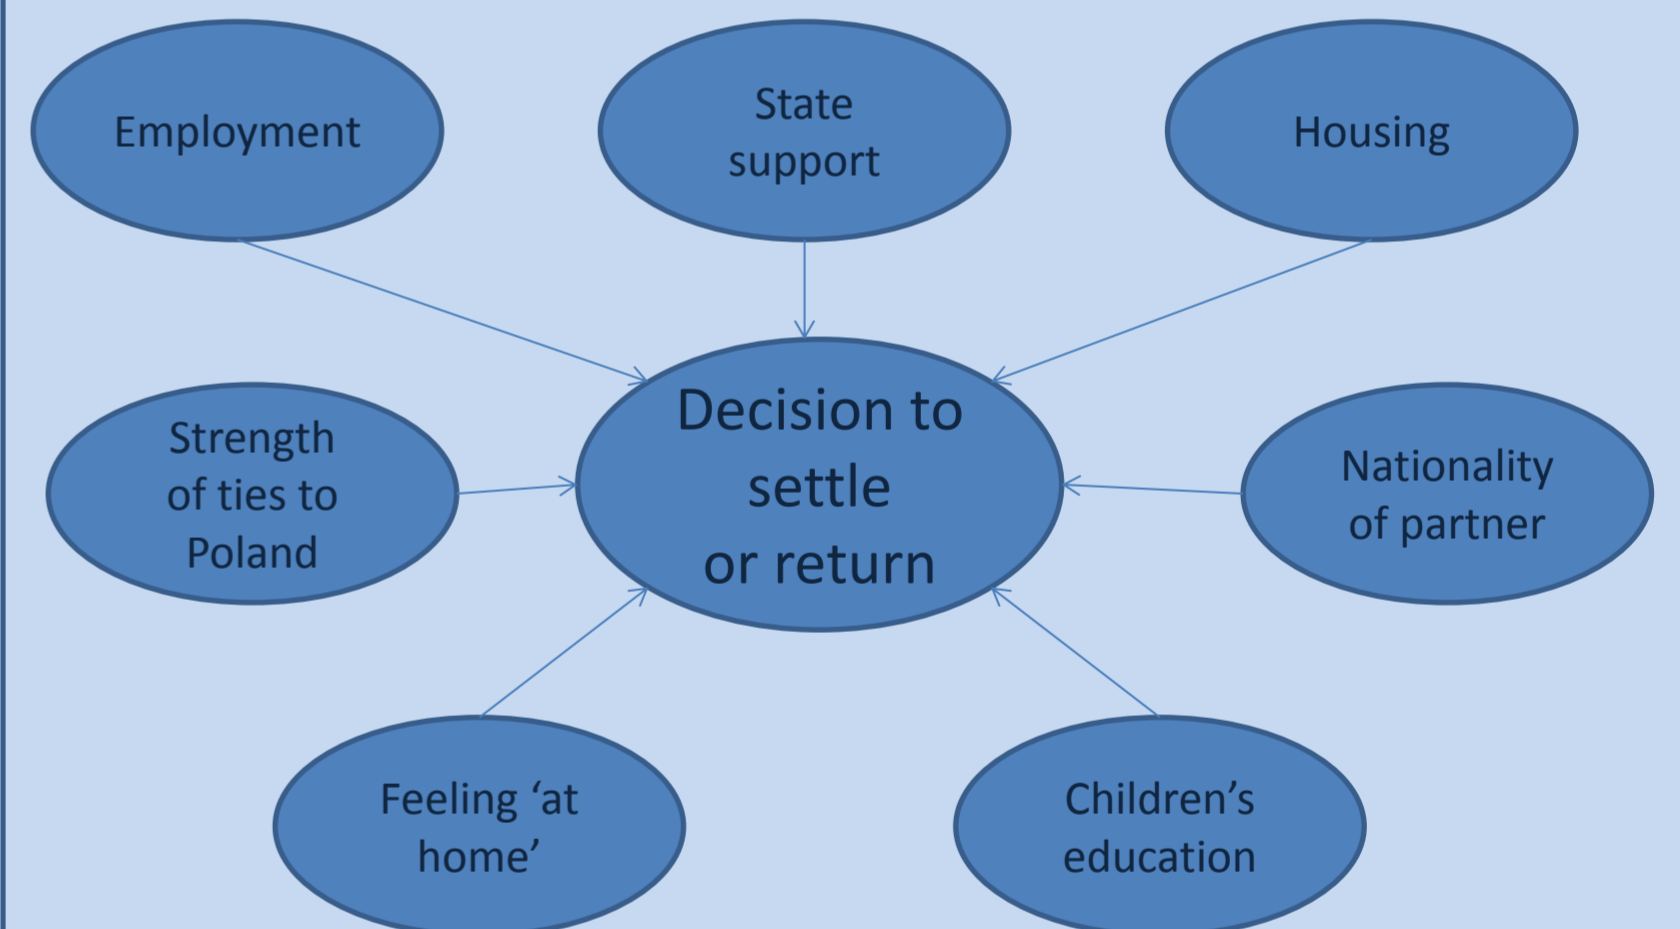 Employment
State
support
Housing
Decision to
settle
or return
Strength
of ties to
Poland
Nationality
of partner
Feeling ‘at
home’
Children’s
education